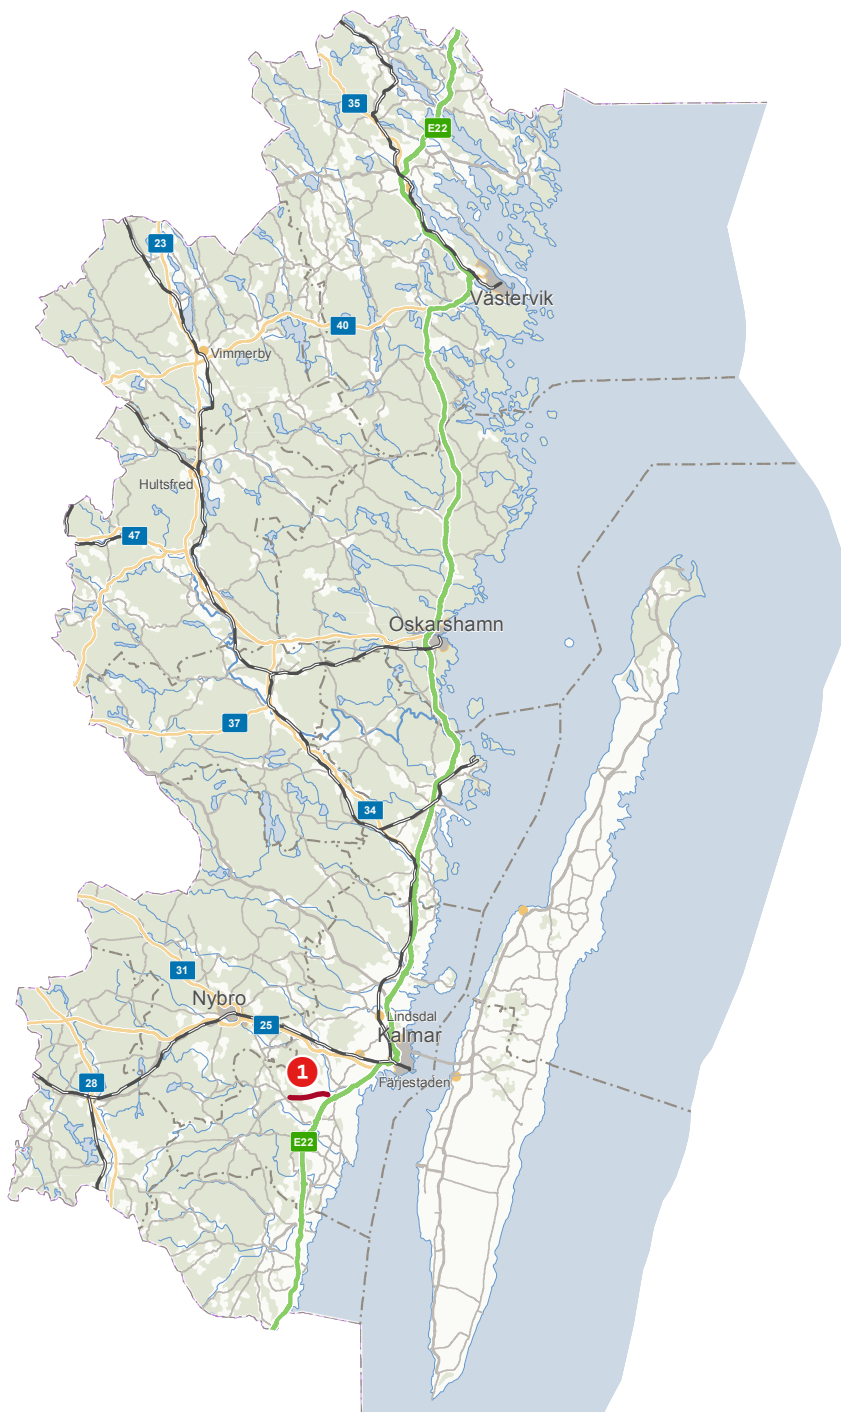 35
E22
23
Västervik
40
Vimmerby
Hultsfred
47
Oskarshamn
37
34
31
Nybro
Lindsdal
25
Kalmar
1
28
Färjestaden
E22